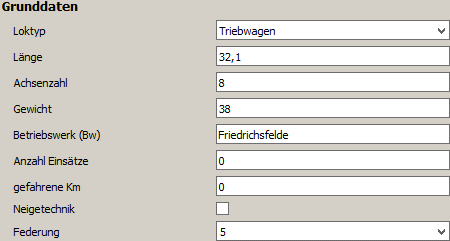 Grunddaten
Loktyp Triebwagen
Länge 32,1
Achsenzahl 8
Gewicht 38
Betriebswerk (Bw) Friedrichsfelde
Anzahl Einsätze 0
gefahrene Km 0
Neigetechnik
Federung 5